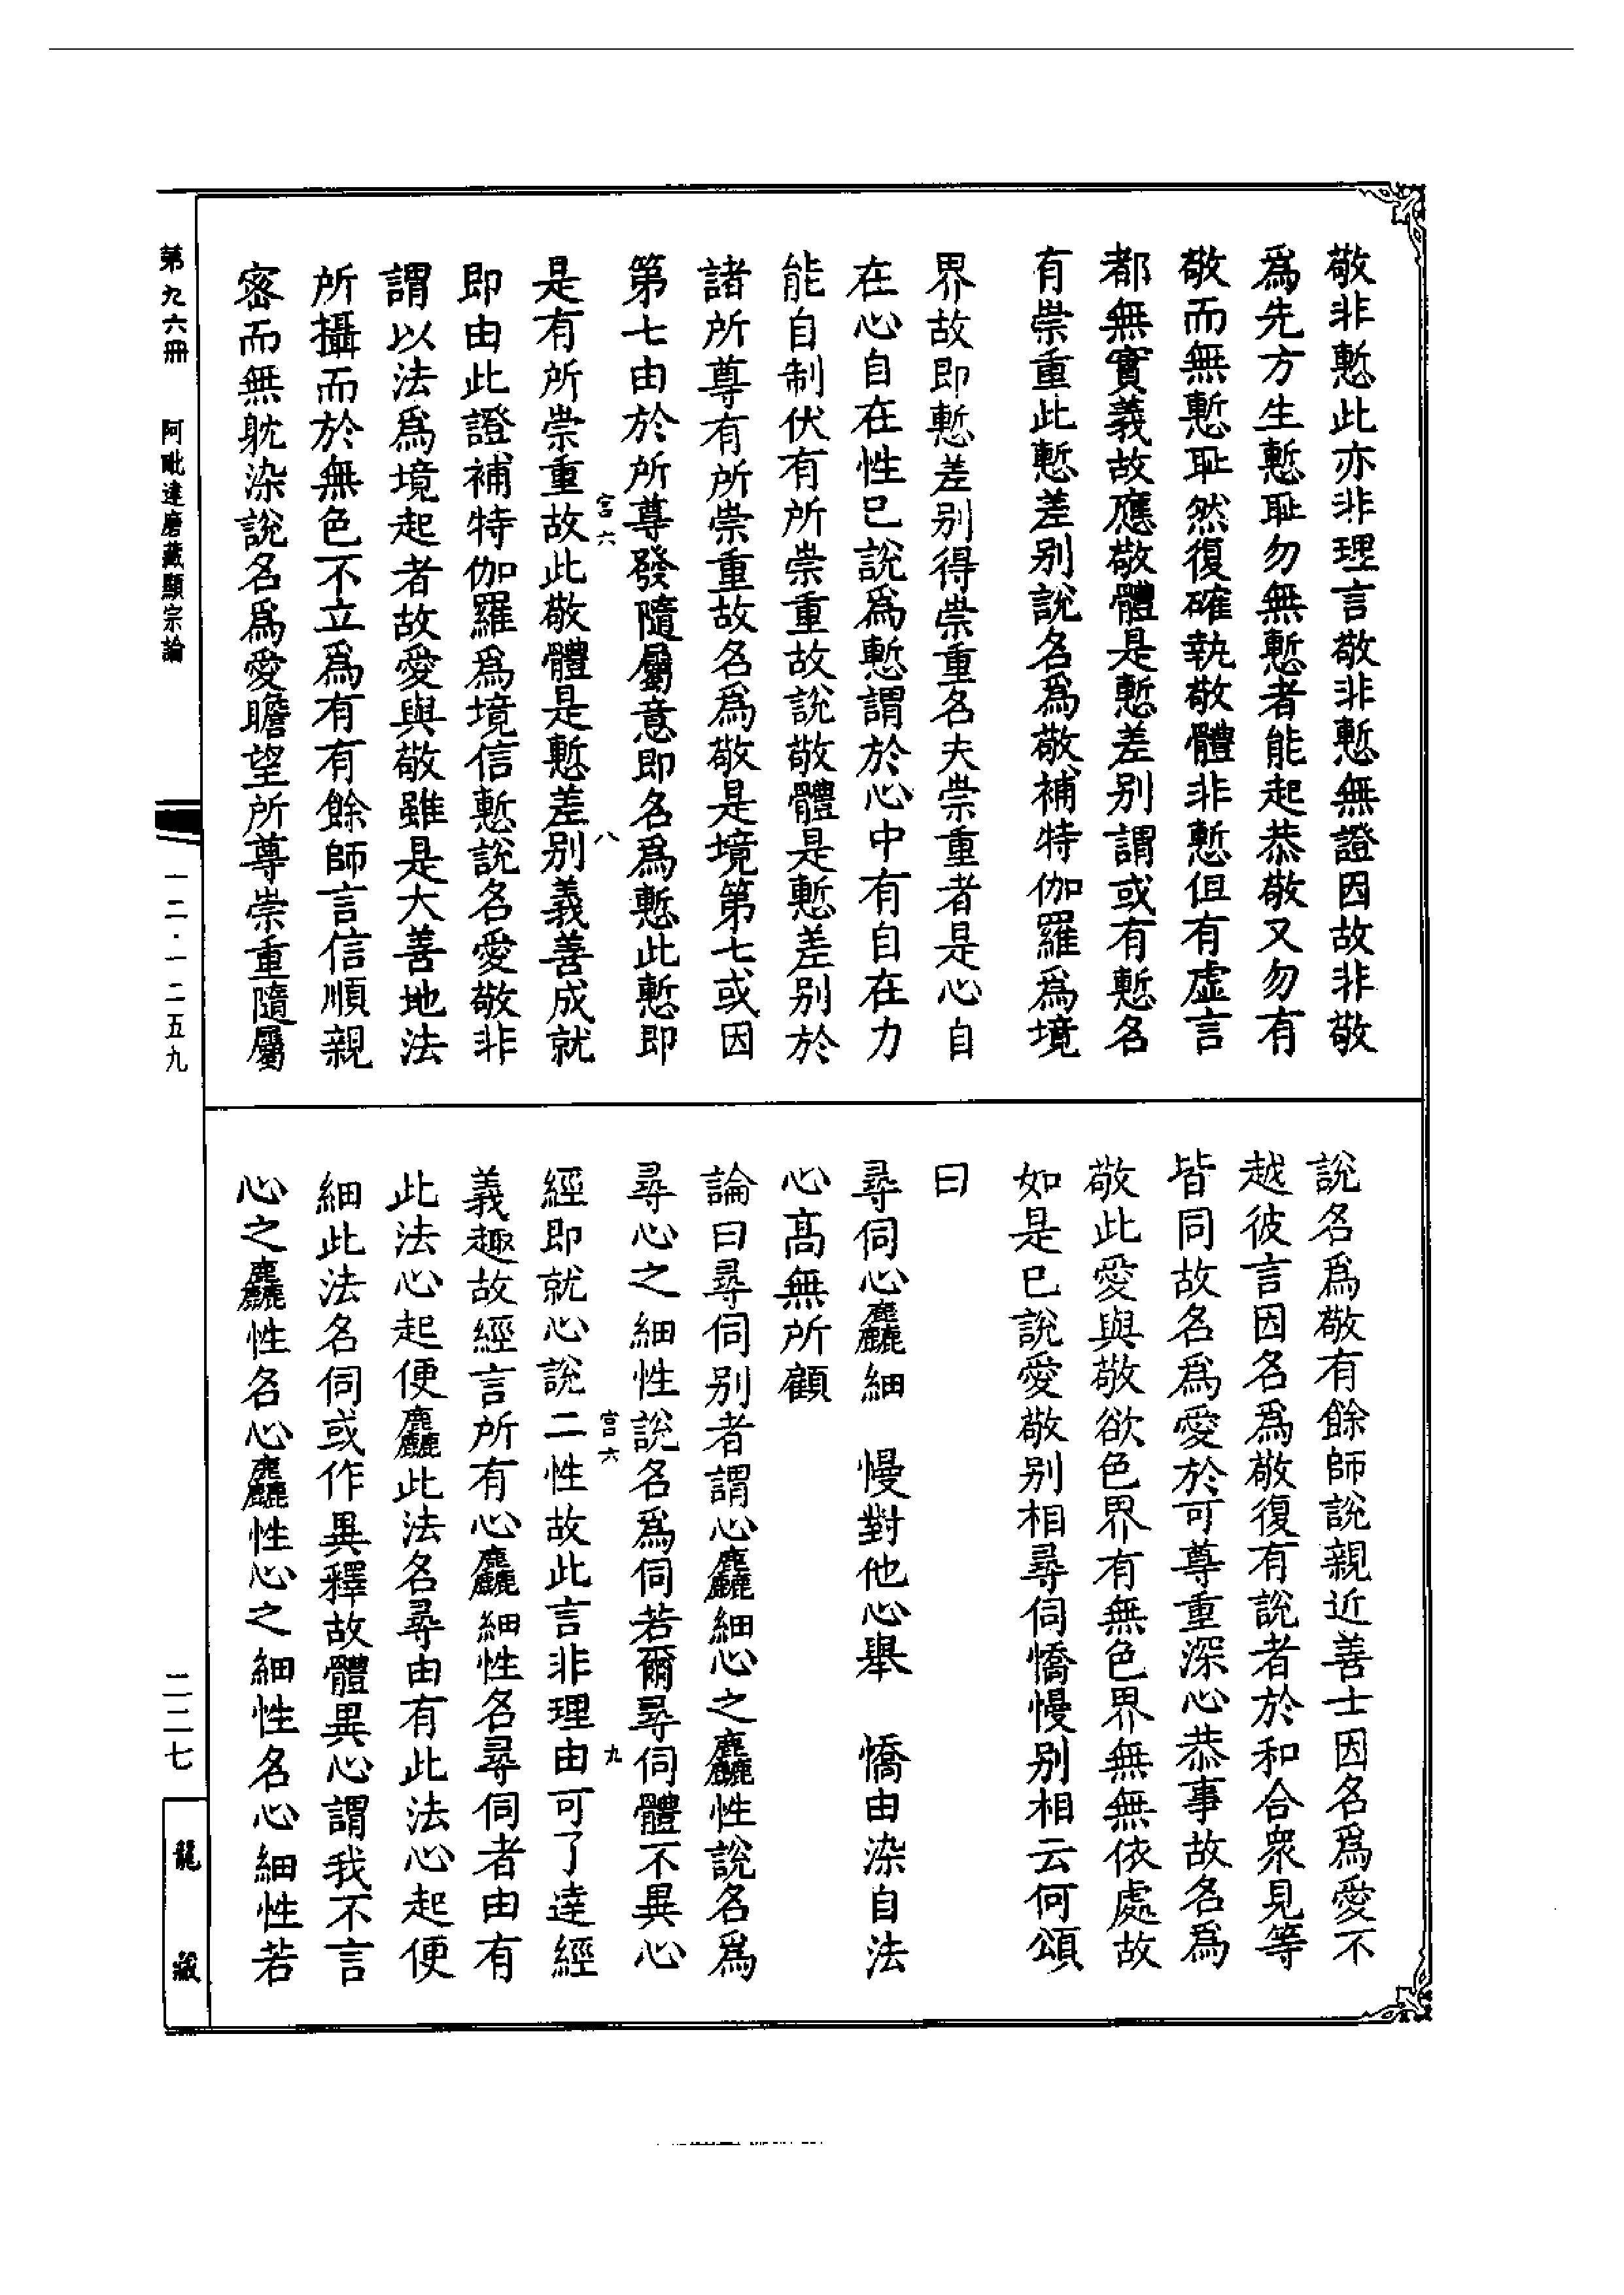 敬非慙此亦非理言敬非慙無證因故非敬
爲先方生慙恥勿無慙者能起恭敬又勿有
敬而無慙恥然復確執敬體非慙但有虛言
都無實義故應敬體是慙差別謂或有慙名
有崇重此慙差別說名爲敬補特伽羅爲境
界故即慙差別得崇重名夫崇重者是心自
在心自在性已說爲慙謂於心中有自在力
能自制伏有所崇重故說敬體是慙差別於
諸所尊有所崇重故名爲敬是境第七或因
第七由於所尊發隨屬意即名爲慙此慙即
宫六
八
是有所崇重故此敬體是慙差別義善成就
即由此證補特伽羅爲境信慙說名愛敬非
謂以法爲境起者故愛與敬雖是大善地法
所攝而於無色不立爲有有餘師言信順親
密而無躭染說名爲愛瞻望所尊崇重隨屬
說名爲敬有餘師說親近善士因名爲愛不
越彼言因名爲敬復有說者於和合衆見等
皆同故名爲愛於可尊重深心恭事故名爲
敬此愛與敬欲色界有無色界無無依處故
如是已說愛敬別相尋伺憍慢別相云何頌
曰
尋伺心麤細　慢對他心舉　憍由染自法
心高無所顧
論曰尋伺別者謂心麤細心之麤性說名爲
尋心之細性說名爲伺若爾尋伺體不異心
宫六
九
經即就心說二性故此言非理由可了達經
義趣故經言所有心麤細性名尋伺者由有
此法心起便麤此法名尋由有此法心起便
細此法名伺或作異釋故體異心謂我不言
心之麤性名心麤性心之細性名心細性若
第九六冊　阿毗達磨藏顯宗論
一二·一二五九
二二七
龍藏